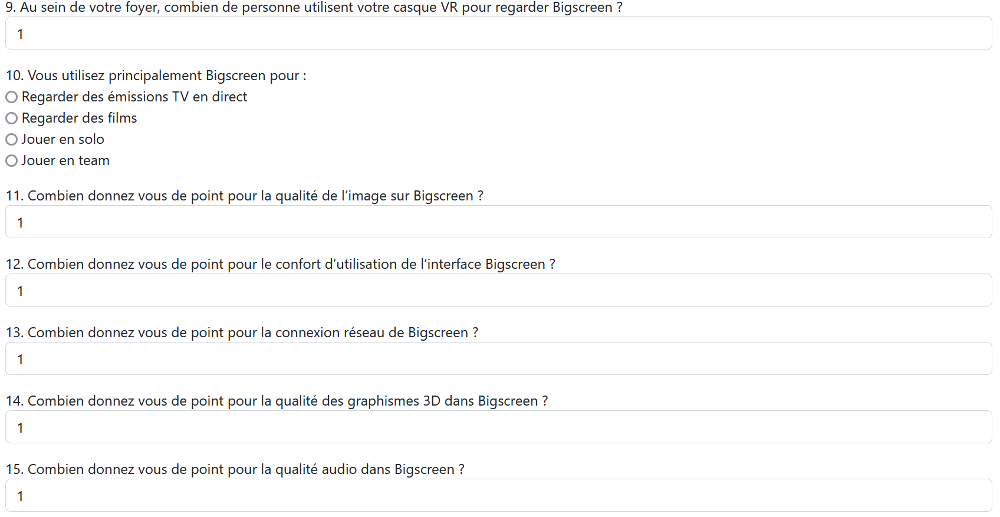 9. Au sein de votre foyer, combien de personne utilisent votre casque VR pour regarder Bigscreen ?
1
10. Vous utilisez principalement Bigscreen pour :
Regarder des émissions TV en direct
Regarder des films
Jouer en solo
Jouer en team
11. Combien donnez vous de point pour la qualité de l’image sur Bigscreen ?
1
12. Combien donnez vous de point pour le confort d’utilisation de l’interface Bigscreen ?
1
13. Combien donnez vous de point pour la connexion réseau de Bigscreen ?
1
14. Combien donnez vous de point pour la qualité des graphismes 3D dans Bigscreen ?
1
15. Combien donnez vous de point pour la qualité audio dans Bigscreen ?
1